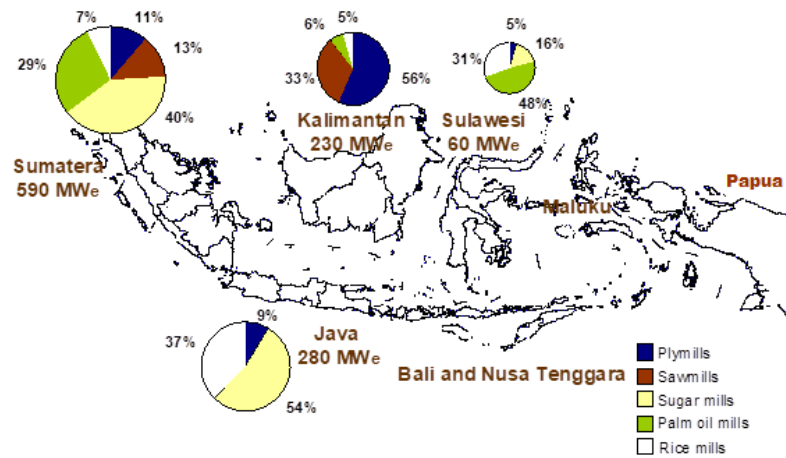 7%
11%
13%
29%
40%
Sumatera
590 MWe
5%
6%
33%
56%
Kalimantan
230 MWe
5%
16%
31%
48%
Sulawesi
60 MWe
Maluku
Papua
9%
37%
54%
Java
280 MWe
Bali and Nusa Tenggara
Plymills
Sawmills
Sugar mills
Palm oil mills
Rice mills